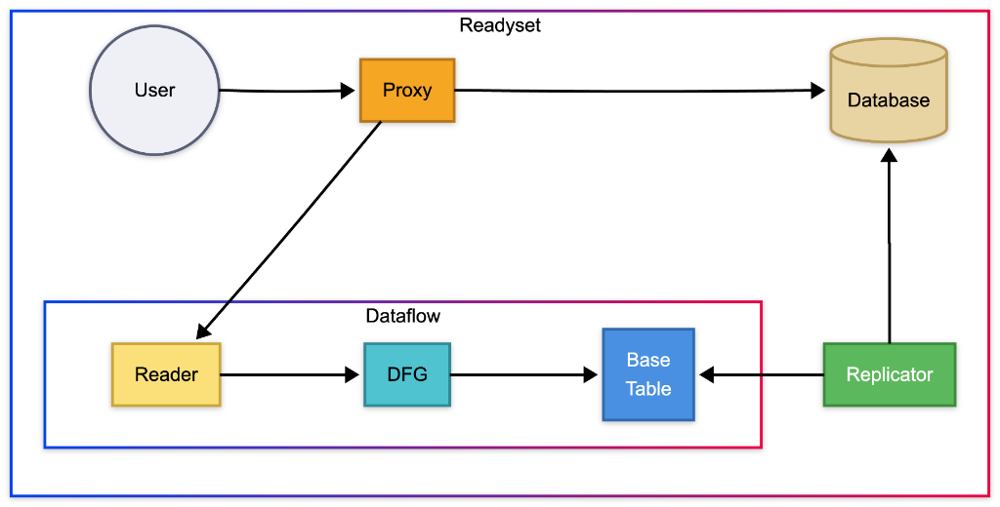 Readyset
User
Proxy
Database
Dataflow
Reader
DFG
Base
Table
Replicator